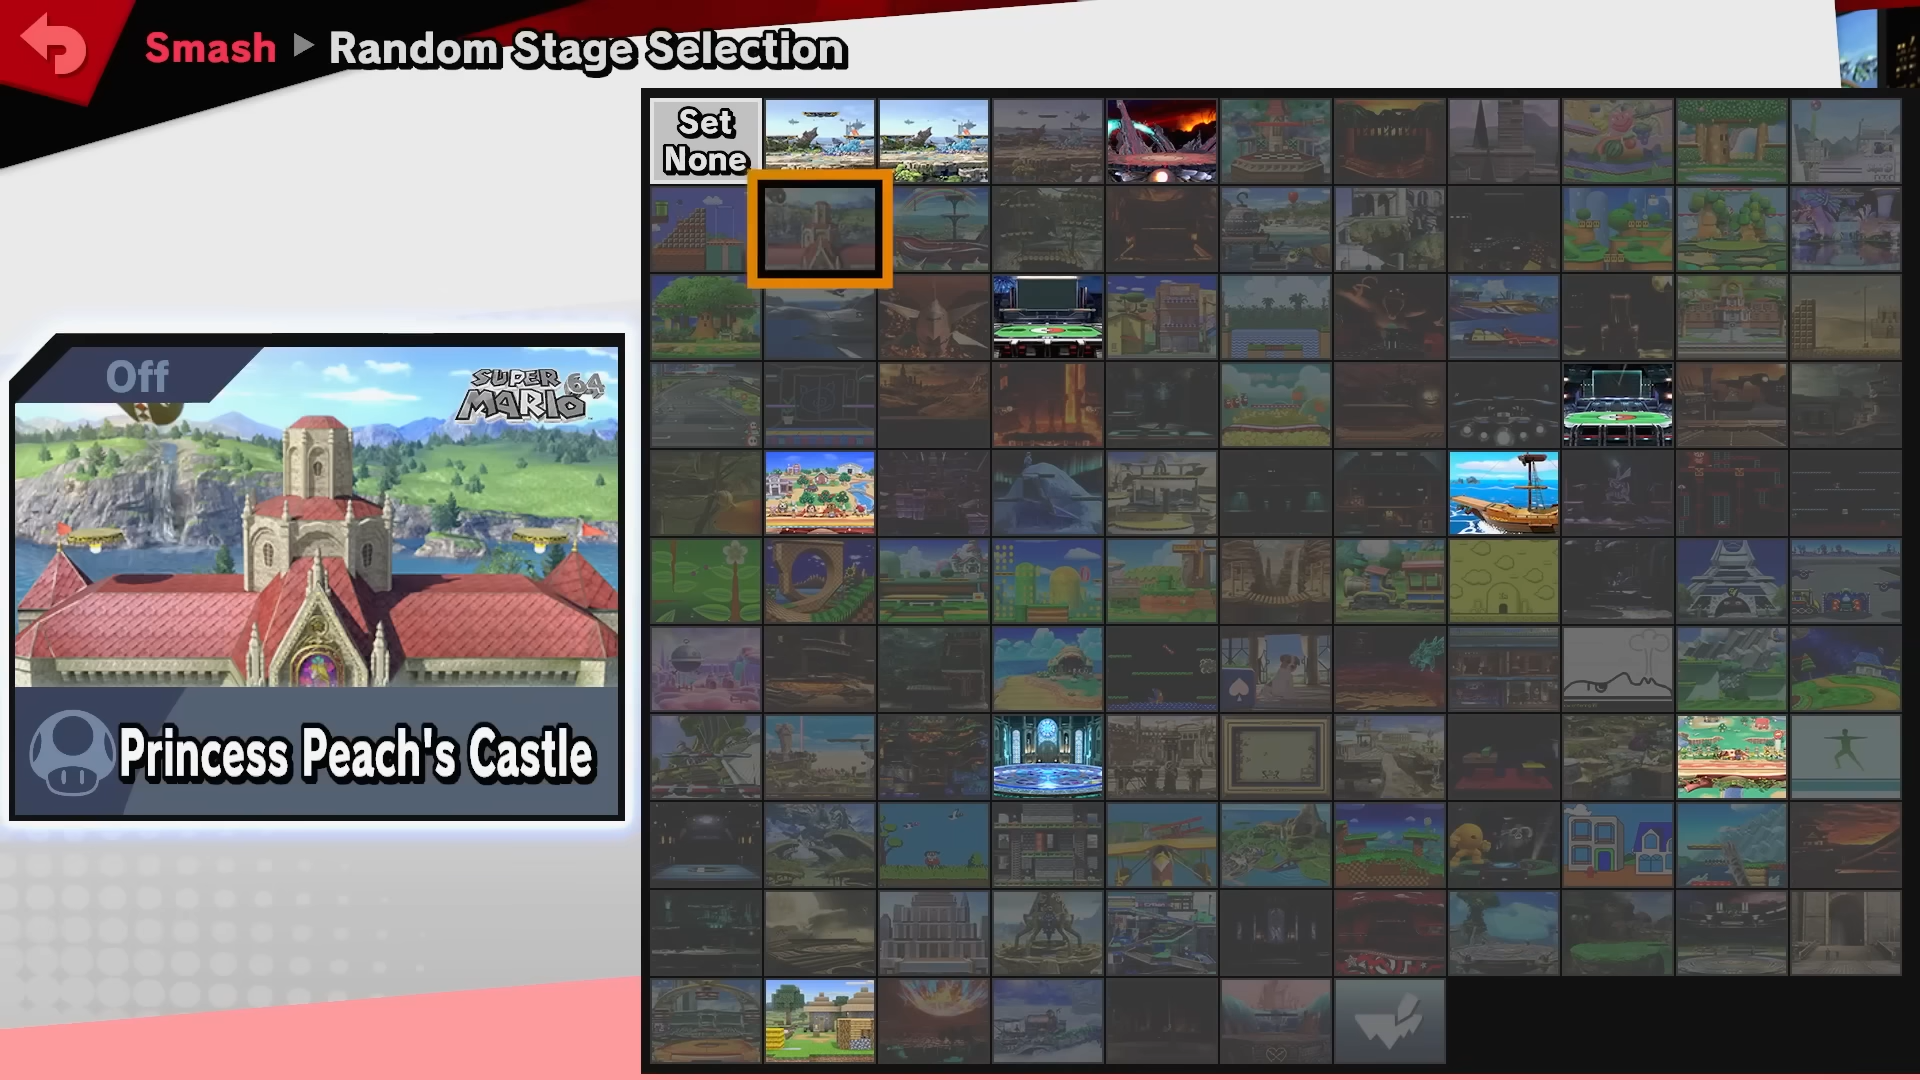 Smash
Random Stage Selection
Set
None
Off
SUPER
MARIO 64
Princess Peach's Castle